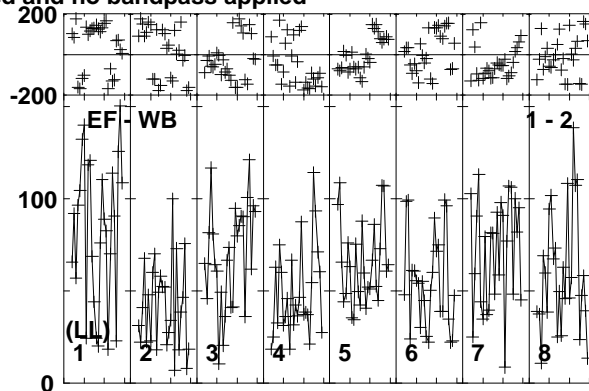 d and no bandpass applied
200
-200
EF - WB 1 - 2
100
(LL)
1 2 3 4 5 6 7 8
0